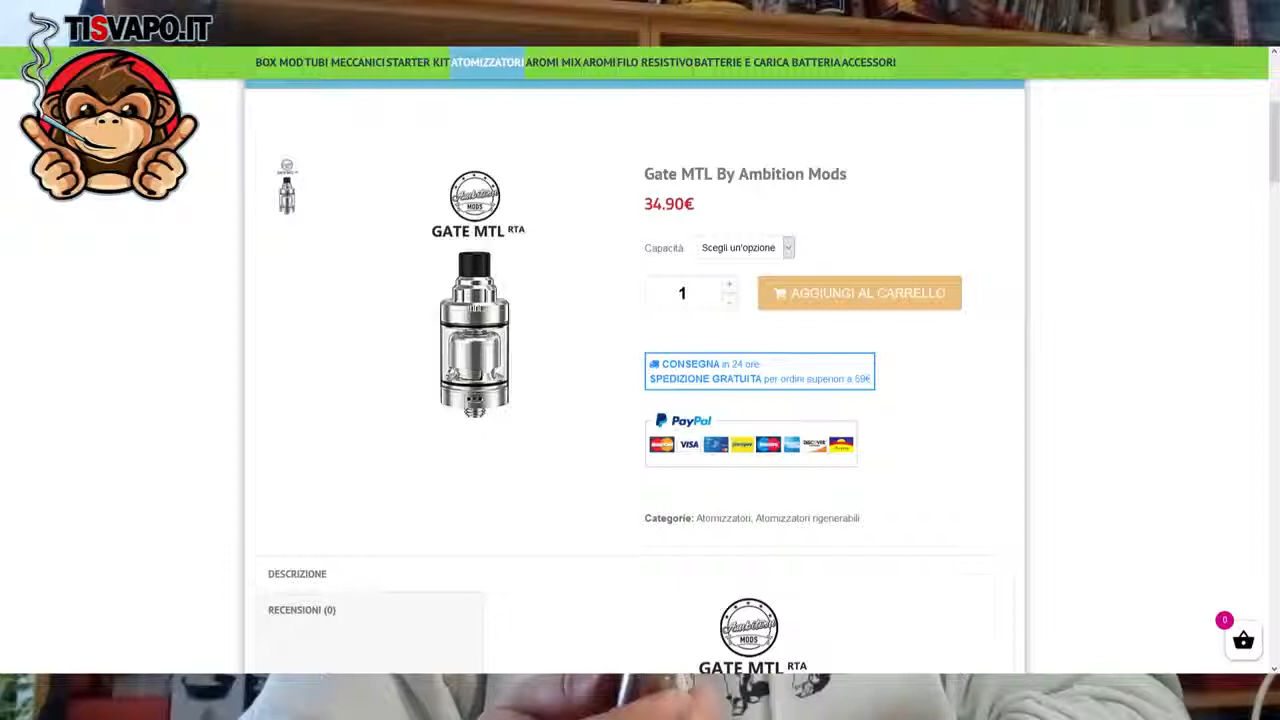 TISVAPO.IT
BOX MOD TUBI MECCANICI STARTER KIT ATOMIZZATORI AROMI MIX AROMI FILO RESISTIVO BATTERIE E CARICA BATTERIA ACCESSORI
Ambition
MODS
GATE MTL RTA
Gate MTL By Ambition Mods
34.90€
Capacità Scegli un'opzione
1 + -
AGGIUNGI AL CARRELLO
CONSEGNA in 24 ore
SPEDIZIONE GRATUITA per ordini superiori a 59€
PayPal
VISA
DISCOVER
Categorie: Atomizzatori, Atomizzatori rigenerabili
DESCRIZIONE
RECENSIONI (0)
Ambition
MODS
GATE MTL RTA
0